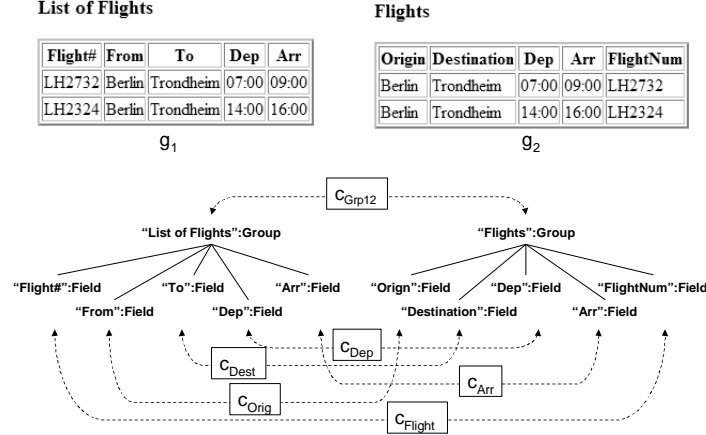 List of Flights
Flight# From To Dep Arr
LH2732 Berlin Trondheim 07:00 09:00
LH2324 Berlin Trondheim 14:00 16:00
g1
Flights
Origin Destination Dep Arr FlightNum
Berlin Trondheim 07:00 09:00 LH2732
Berlin Trondheim 14:00 16:00 LH2324
g2
cGrp12
“List of Flights”:Group
“Flights”:Group
“Flight#”:Field “To”:Field “Arr”:Field “Orign”:Field “Dep”:Field “FlightNum”:Field
“From”:Field “Dep”:Field “Destination”:Field “Arr”:Field
cDep
cDest
cArr
cOrig
cFlight